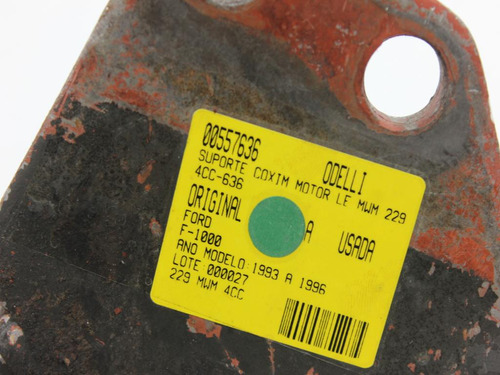 00557636 ODELLI
SUPORTE COXIM MOTOR LE MWM 229
4CC-636
ORIGINAL A USADA
FORD
F-1000
ANO MODELO:1993 A 1996
LOTE:000027
229 MWM 4CC